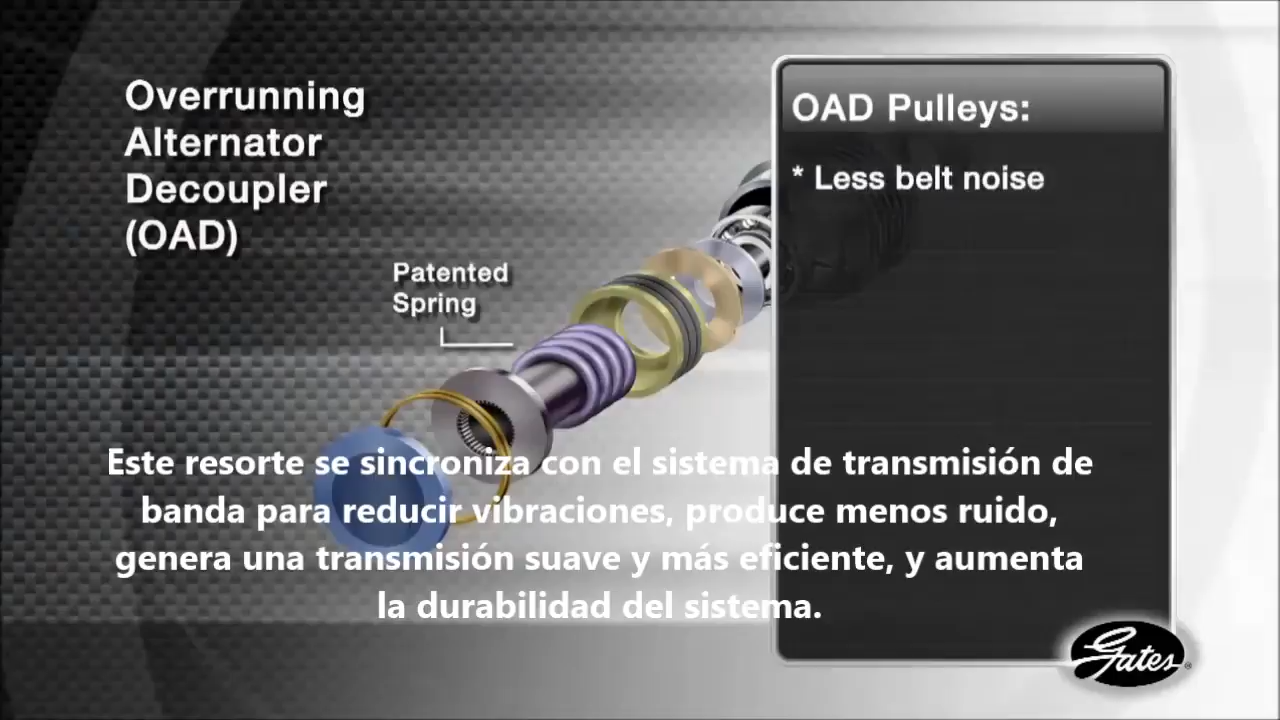 Overrunning
Alternator
Decoupler
(OAD)
Patented
Spring
OAD Pulleys:
* Less belt noise
Este resorte se sincroniza con el sistema de transmisión de
banda para reducir vibraciones, produce menos ruido,
genera una transmisión suave y más eficiente, y aumenta
la durabilidad del sistema.
Gates®